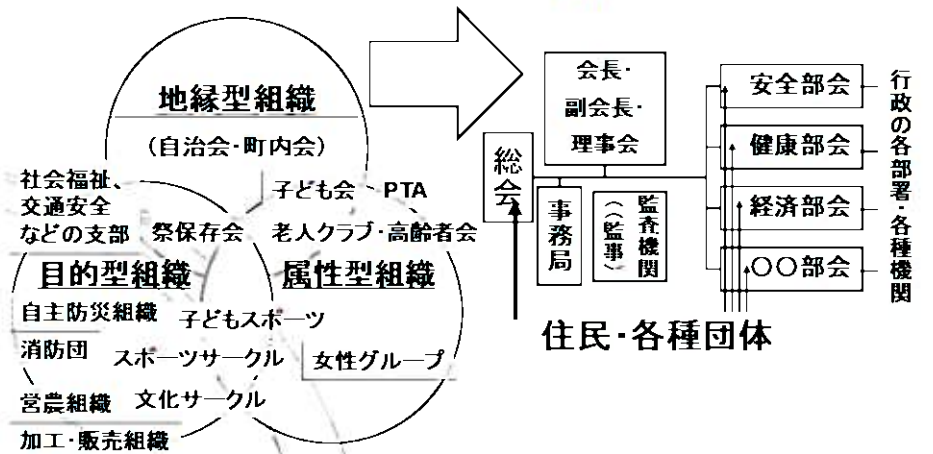 地縁型組織
(自治会・町内会)
子ども会 PTA
社会福祉、
交通安全
などの支部
祭保存会
老人クラブ・高齢者会
目的型組織
属性型組織
自主防災組織
子どもスポーツ
消防団
スポーツサークル
女性グループ
営農組織
文化サークル
加工・販売組織
総会
会長・
副会長・
理事会
事務局
監査機関
((監事)
安全部会
健康部会
経済部会
〇〇部会
行政の各部署・各種機関
住民・各種団体